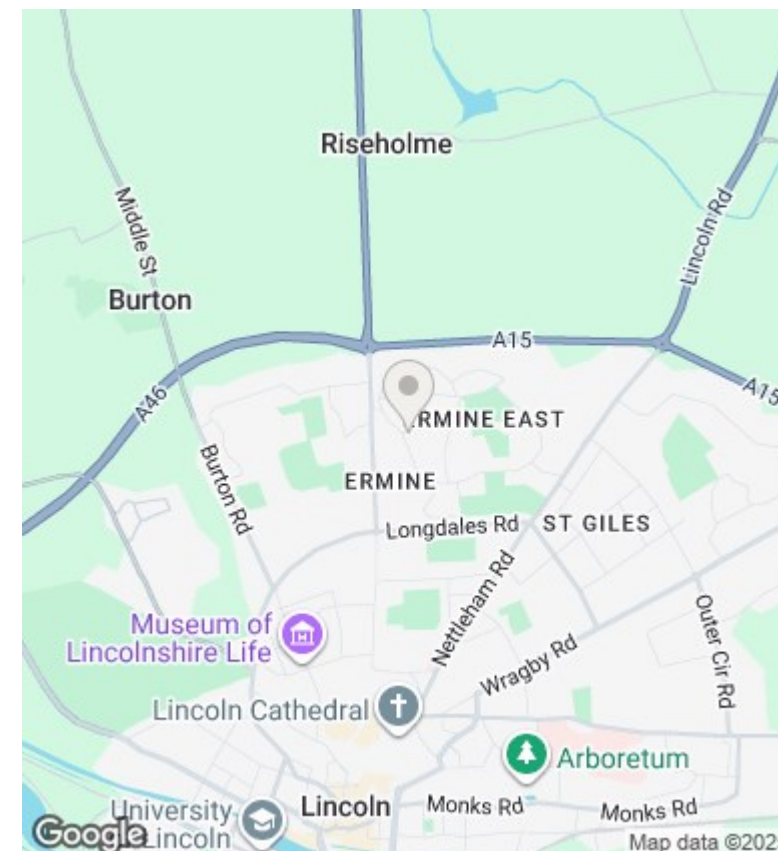 Riseholme
Middle St
Lincoln Rd
Burton
A15
A15
A46
ERMINE EAST
Burton Rd
ERMINE
Longdales Rd
ST GILES
Nettleham Rd
Museum of
Lincolnshire Life
Outer Cir Rd
Wragby Rd
Lincoln Cathedral
Arboretum
Lincoln
Monks Rd
Monks Rd
University
Lincoln
Google
Map data ©202